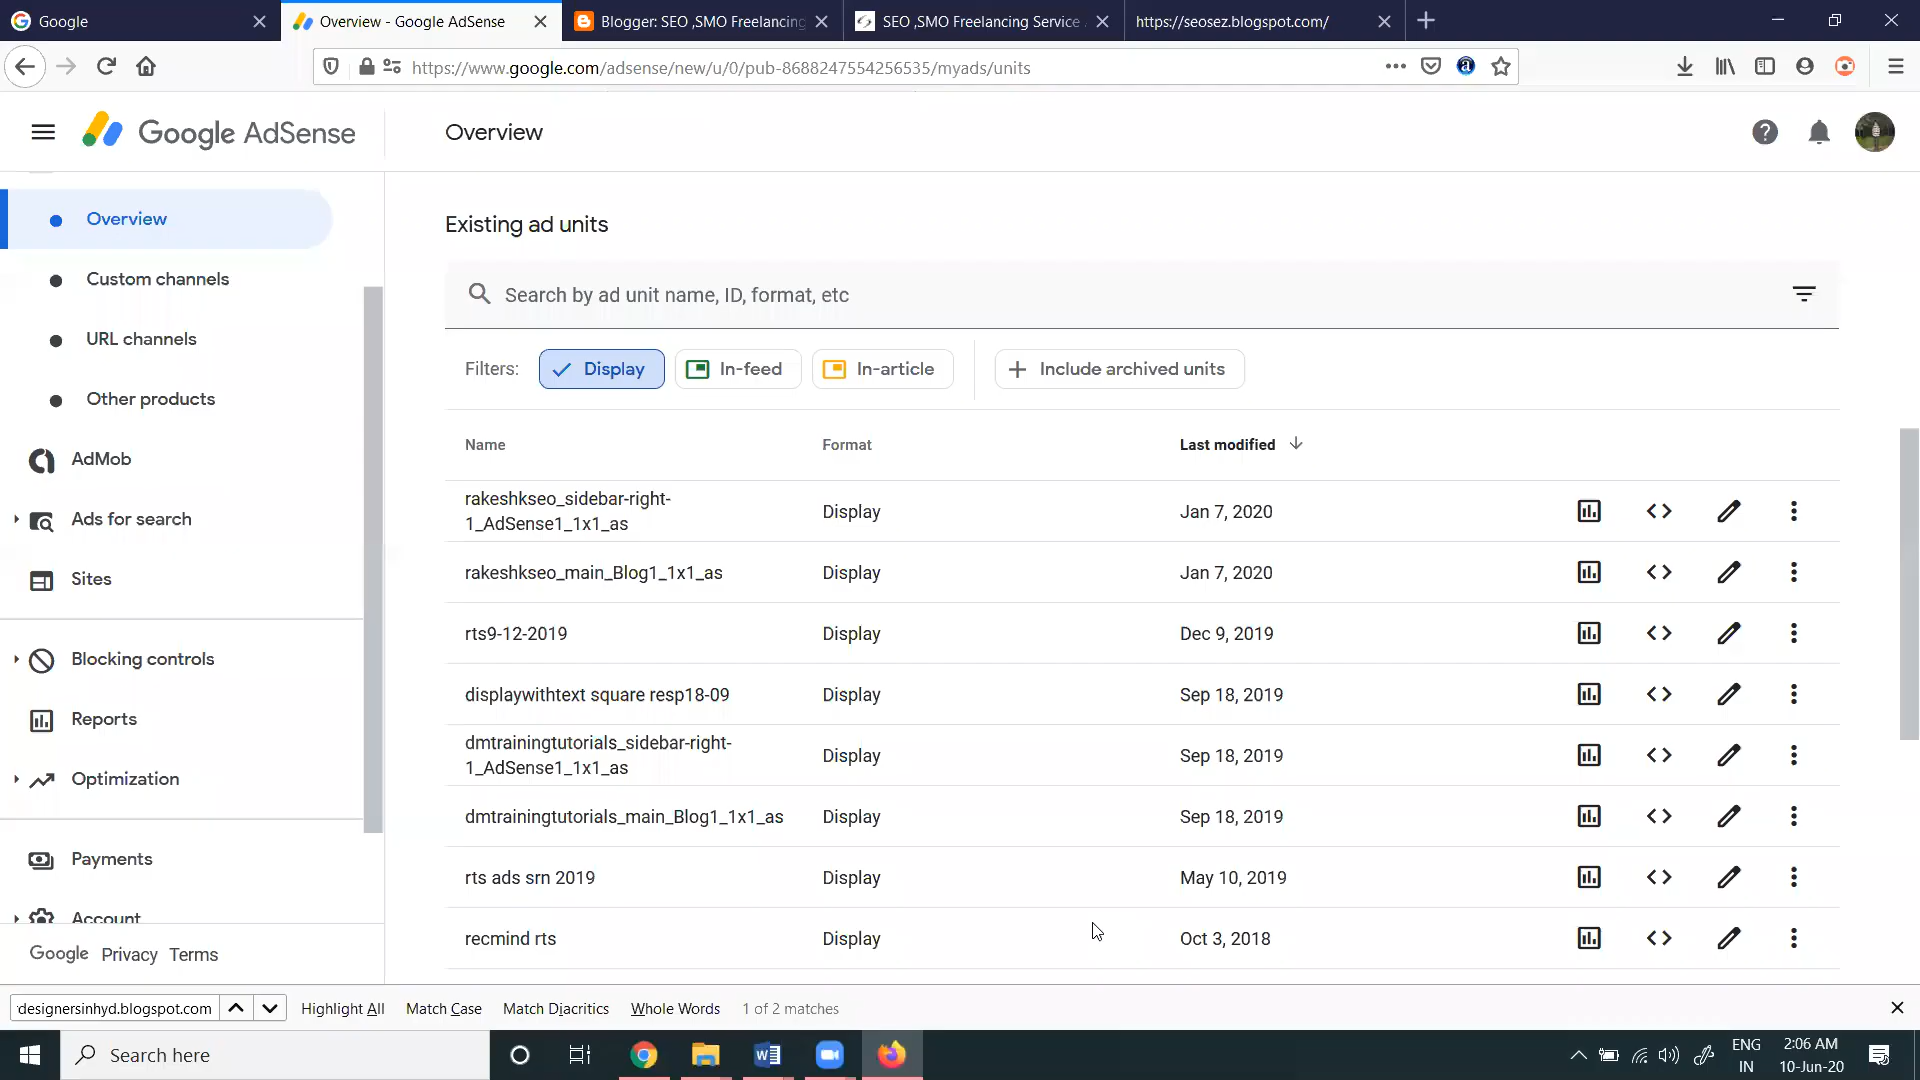 Google
Overview - Google AdSense
Blogger: SEO ,SMO Freelancing
SEO ,SMO Freelancing Service
https://seosez.blogspot.com/
https://www.google.com/adsense/new/u/0/pub-8688247554256535/myads/units
Google AdSense
Overview
Overview
Custom channels
URL channels
Other products
AdMob
Ads for search
Sites
Blocking controls
Reports
Optimization
Payments
Account
Google Privacy Terms
Existing ad units
Search by ad unit name, ID, format, etc
Filters: Display In-feed In-article Include archived units
Name Format Last modified
rakeshkseo_sidebar-right-
1_AdSense1_1x1_as Display Jan 7, 2020
rakeshkseo_main_Blog1_1x1_as Display Jan 7, 2020
rts9-12-2019 Display Dec 9, 2019
displaywithtext square resp18-09 Display Sep 18, 2019
dmtrainingtutorials_sidebar-right-
1_AdSense1_1x1_as Display Sep 18, 2019
dmtrainingtutorials_main_Blog1_1x1_as Display Sep 18, 2019
rts ads srn 2019 Display May 10, 2019
recmind rts Display Oct 3, 2018
designersinhyd.blogspot.com Highlight All Match Case Match Diacritics Whole Words 1 of 2 matches
Search here
ENG
IN
2:06 AM
10-Jun-20